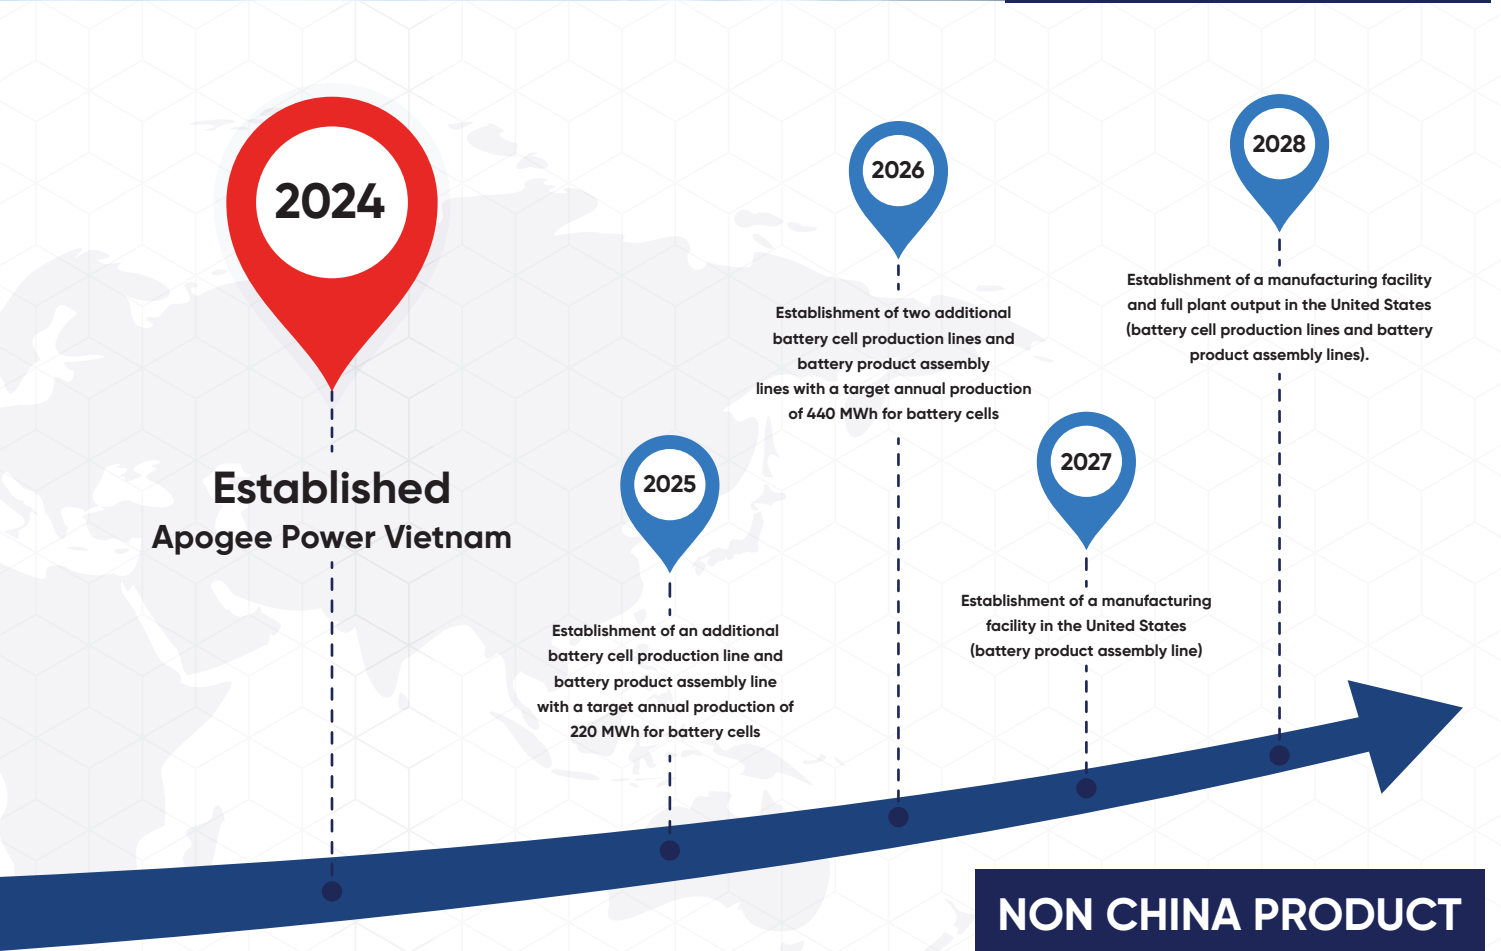 2024
Established
Apogee Power Vietnam
2025
Establishment of an additional
battery cell production line and
battery product assembly line
with a target annual production of
220 MWh for battery cells
2026
Establishment of two additional
battery cell production lines and
battery product assembly
lines with a target annual production
of 440 MWh for battery cells
2027
Establishment of a manufacturing
facility in the United States
(battery product assembly line)
2028
Establishment of a manufacturing facility
and full plant output in the United States
(battery cell production lines and battery
product assembly lines).
NON CHINA PRODUCT